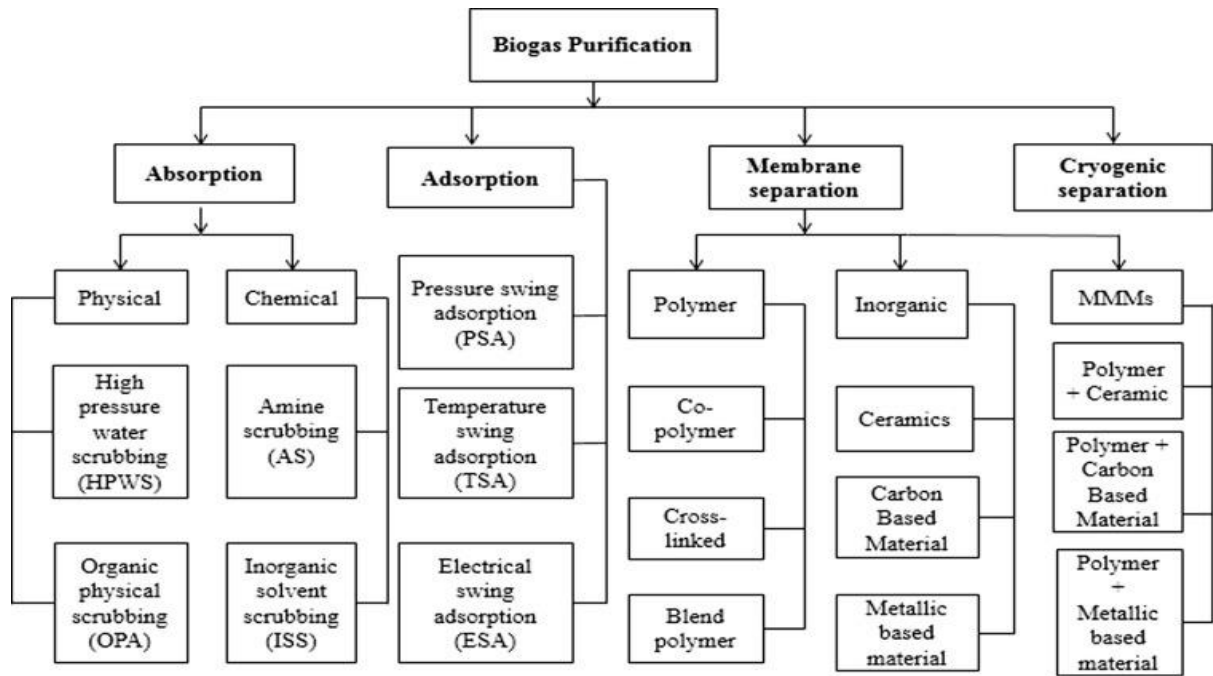 Biogas Purification
Absorption
Adsorption
Membrane
separation
Cryogenic
separation
Physical
Chemical
Pressure swing
adsorption
(PSA)
Polymer
Inorganic
MMMs
High
pressure
water
scrubbing
(HPWS)
Amine
scrubbing
(AS)
Temperature
swing
adsorption
(TSA)
Co-
polymer
Ceramics
Polymer
+ Ceramic
Polymer +
Carbon
Based
Material
Cross-
linked
Carbon
Based
Material
Organic
physical
scrubbing
(OPA)
Inorganic
solvent
scrubbing
(ISS)
Electrical
swing
adsorption
(ESA)
Blend
polymer
Metallic
based
material
Polymer
+
Metallic
based
material